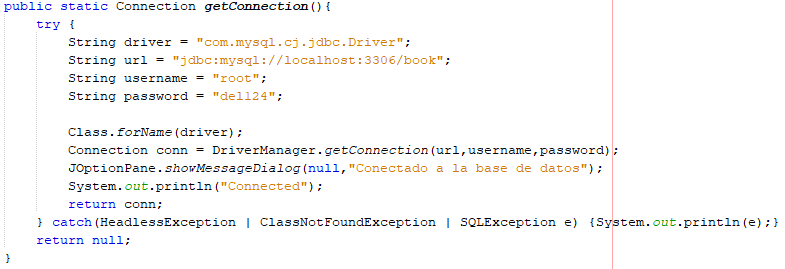 public static Connection getConnection(){
try {
String driver = "com.mysql.cj.jdbc.Driver";
String url = "jdbc:mysql://localhost:3306/book";
String username = "root";
String password = "dell24";
Class.forName(driver);
Connection conn = DriverManager.getConnection(url,username,password);
JOptionPane.showMessageDialog(null,"Conectado a la base de datos");
System.out.println("Connected");
return conn;
} catch(HeadlessException | ClassNotFoundException | SQLException e) {System.out.println(e);}
return null;
}